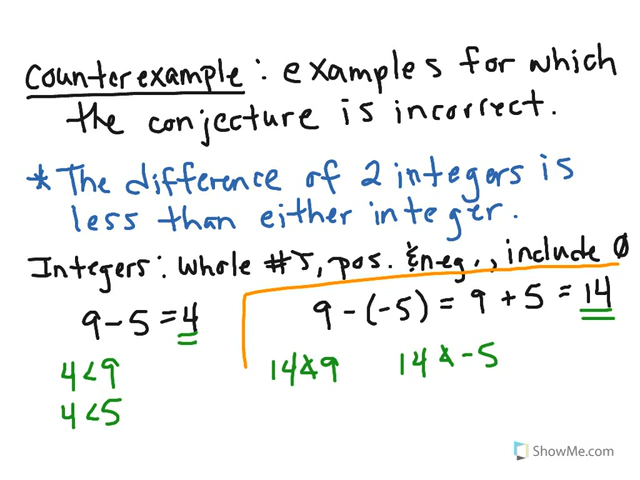 Counterexample: examples for which
the conjecture is incorrect.
* The difference of 2 integers is
less than either integer.
Integers: Whole #'s, pos. & neg., include Ø
9 - 5 = 4
9 - (-5) = 9 + 5 = 14
4 < 9
14 ≮ 9
14 ≮ -5
4 < 5
ShowMe.com